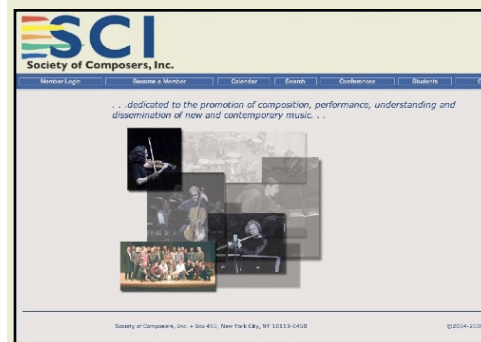 SCI
Society of Composers, Inc.
Member Login Become a Member Calendar Search Conferences Students
. . .dedicated to the promotion of composition, performance, understanding and
dissemination of new and contemporary music. . .
Society of Composers, Inc. • Box 450, New York City, NY 10113-0450